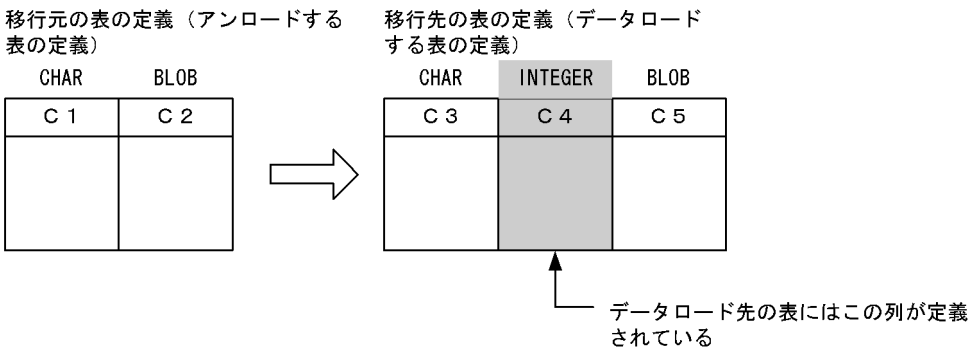 移行元の表の定義（アンロードする
表の定義）
移行先の表の定義（データロード
する表の定義）
CHAR BLOB
CHAR INTEGER BLOB
Ｃ１ Ｃ２
Ｃ３ Ｃ４ Ｃ５
データロード先の表にはこの列が定義
されている